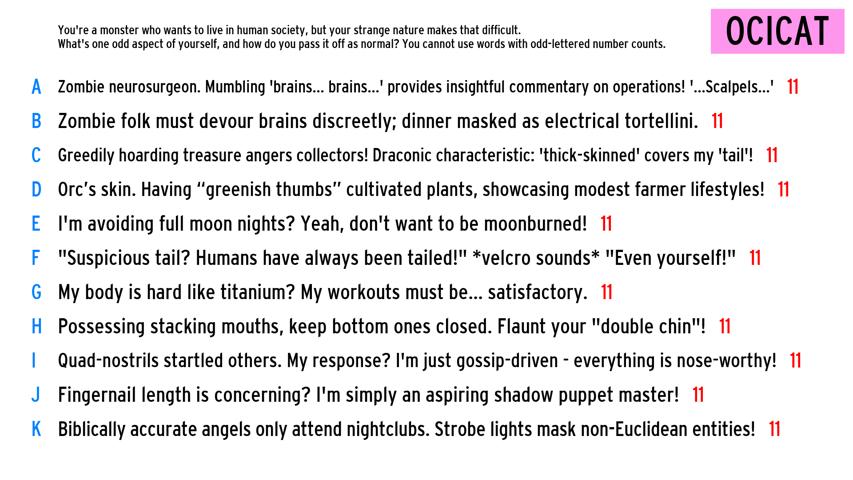 You're a monster who wants to live in human society, but your strange nature makes that difficult.
What's one odd aspect of yourself, and how do you pass it off as normal? You cannot use words with odd-lettered number counts.
OCICAT
A Zombie neurosurgeon. Mumbling 'brains... brains...' provides insightful commentary on operations! '...Scalpels...' 11
B Zombie folk must devour brains discreetly; dinner masked as electrical tortellini. 11
C Greedily hoarding treasure angers collectors! Draconic characteristic: 'thick-skinned' covers my 'tail'! 11
D Orc’s skin. Having “greenish thumbs” cultivated plants, showcasing modest farmer lifestyles! 11
E I'm avoiding full moon nights? Yeah, don't want to be moonburned! 11
F "Suspicious tail? Humans have always been tailed!" *velcro sounds* "Even yourself!" 11
G My body is hard like titanium? My workouts must be... satisfactory. 11
H Possessing stacking mouths, keep bottom ones closed. Flaunt your "double chin"! 11
I Quad-nostrils startled others. My response? I'm just gossip-driven - everything is nose-worthy! 11
J Fingernail length is concerning? I'm simply an aspiring shadow puppet master! 11
K Biblically accurate angels only attend nightclubs. Strobe lights mask non-Euclidean entities! 11